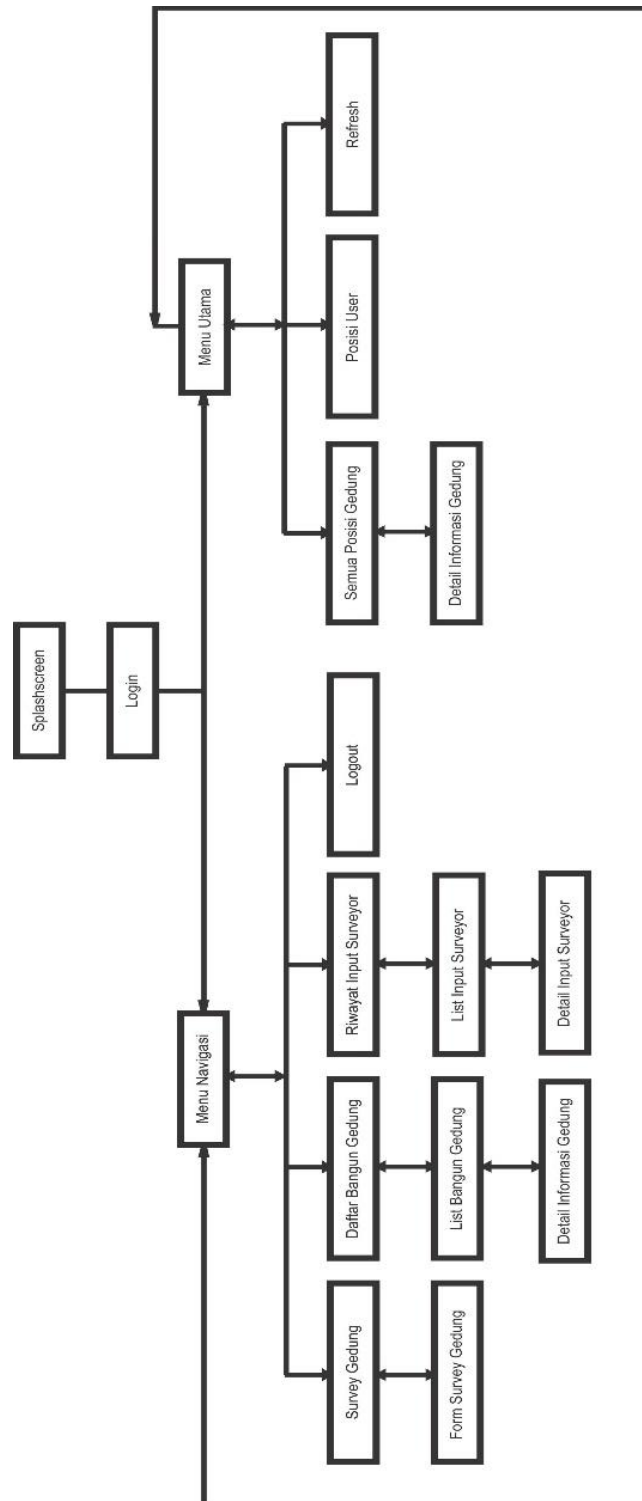 Splashscreen
Login
Menu Navigasi
Menu Utama
Survey Gedung
Daftar Bangun Gedung
Riwayat Input Surveyor
Logout
Semua Posisi Gedung
Posisi User
Refresh
Form Survey Gedung
List Bangun Gedung
List Input Surveyor
Detail Informasi Gedung
Detail Informasi Gedung
Detail Input Surveyor